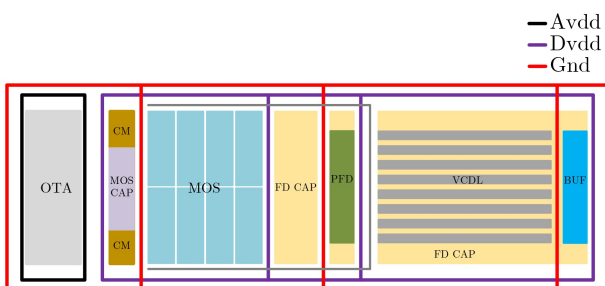 Avdd
Dvdd
Gnd
OTA
CM
MOS
CAP
CM
MOS
FD CAP
PFD
VCDL
FD CAP
BUF